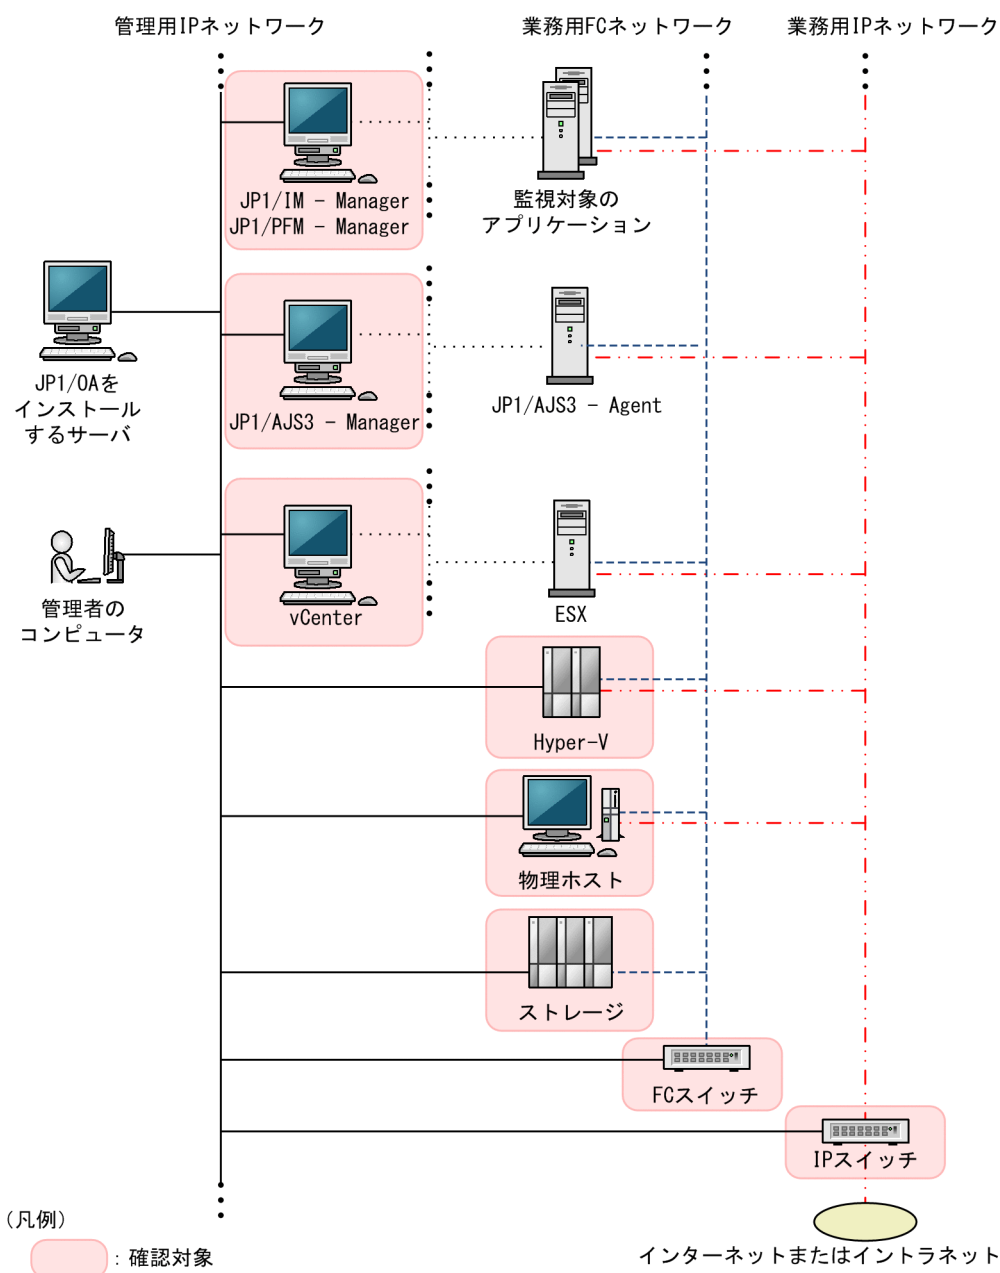 管理用IPネットワーク
業務用FCネットワーク
業務用IPネットワーク
JP1/IM - Manager
JP1/PFM - Manager
監視対象の
アプリケーション
JP1/OAを
インストール
するサーバ
JP1/AJS3 - Manager
JP1/AJS3 - Agent
管理者の
コンピュータ
vCenter
ESX
Hyper-V
物理ホスト
ストレージ
FCスイッチ
IPスイッチ
(凡例)
：確認対象
インターネットまたはイントラネット